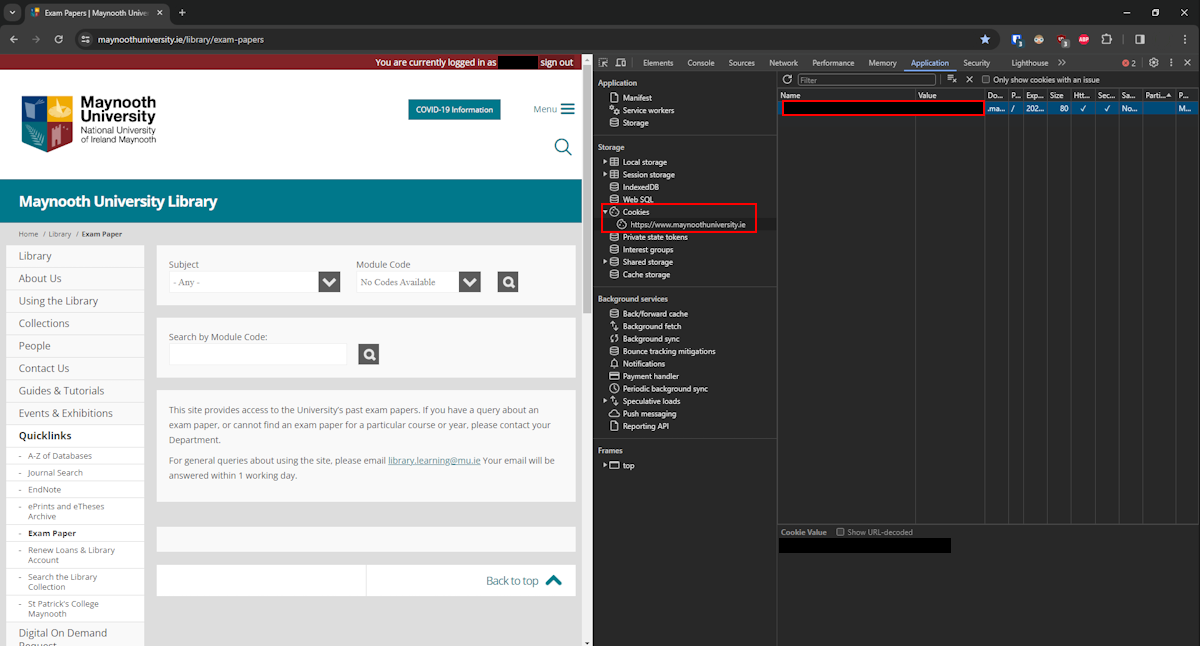 Exam Papers | Maynooth Unive
maynoothuniversity.ie/library/exam-papers
You are currently logged in as
sign out
Maynooth
University
National University
of Ireland Maynooth
COVID-19 Information
Menu
Maynooth University Library
Home / Library / Exam Paper
Library
About Us
Using the Library
Collections
People
Contact Us
Guides & Tutorials
Events & Exhibitions
Quicklinks
- A-Z of Databases
- Journal Search
- EndNote
- ePrints and eTheses
Archive
- Exam Paper
- Renew Loans & Library
Account
- Search the Library
Collection
- St Patrick's College
Maynooth
Digital On Demand
Request
Subject
- Any -
Module Code
No Codes Available
Search by Module Code:
This site provides access to the University's past exam papers. If you have a query about an
exam paper, or cannot find an exam paper for a particular course or year, please contact your
Department.
For general queries about using the site, please email library.learning@mu.ie Your email will be
answered within 1 working day.
Back to top
Elements Console Sources Network Performance Memory Application Security Lighthouse
2
Application
Manifest
Service workers
Storage
Storage
Local storage
Session storage
IndexedDB
Web SQL
Cookies
https://www.maynoothuniversity.ie
Private state tokens
Interest groups
Shared storage
Cache storage
Background services
Back/forward cache
Background fetch
Background sync
Bounce tracking mitigations
Notifications
Payment handler
Periodic background sync
Speculative loads
Push messaging
Reporting API
Frames
top
Filter
Only show cookies with an issue
Name Value Do... P... Exp... Size Htt... Sec... Sa... Parti... P...
.ma... / 202... 80 ✓ ✓ No... M...
Cookie Value Show URL-decoded